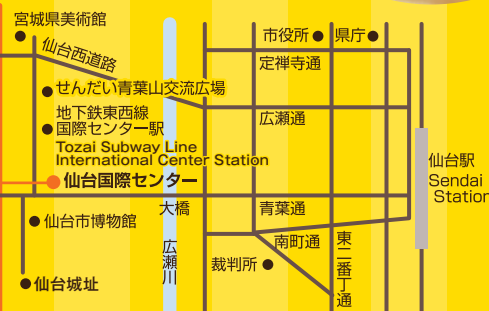 宮城県美術館
仙台西道路
市役所
県庁
定禅寺通
せんだい青葉山交流広場
地下鉄東西線
国際センター駅
Tozai Subway Line
International Center Station
広瀬通
仙台国際センター
仙台駅
Sendai
Station
大橋
青葉通
仙台市博物館
広瀬川
南町通
東二番丁通
裁判所
仙台城址